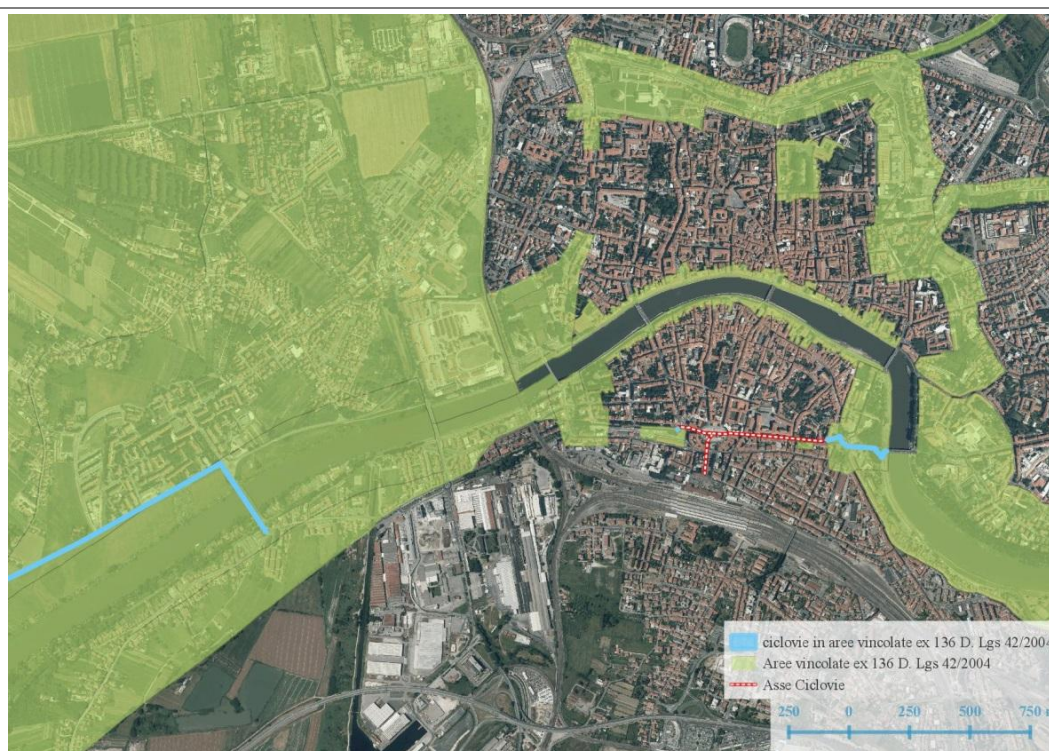 ciclovie in aree vincolate ex 136 D. Lgs 42/2004
Aree vincolate ex 136 D. Lgs 42/2004
Asse Ciclovie
250 0 250 500 750 m